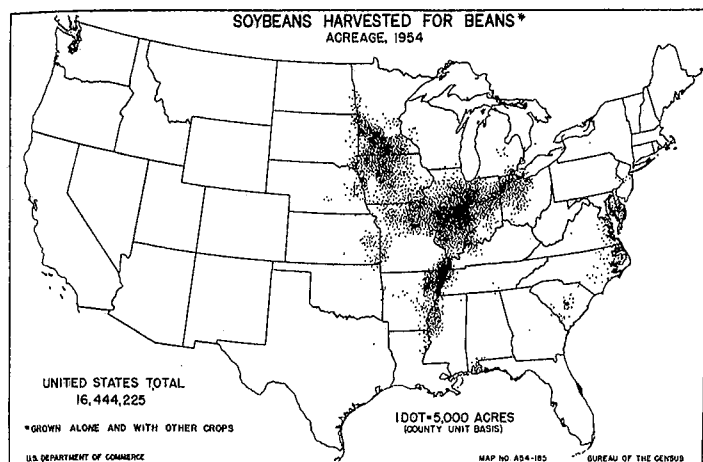 SOYBEANS HARVESTED FOR BEANS*
ACREAGE, 1954
UNITED STATES TOTAL
16,444,225
1 DOT=5,000 ACRES
(COUNTY UNIT BASIS)
*GROWN ALONE AND WITH OTHER CROPS
U.S. DEPARTMENT OF COMMERCE
MAP NO. A54-185
BUREAU OF THE CENSUS